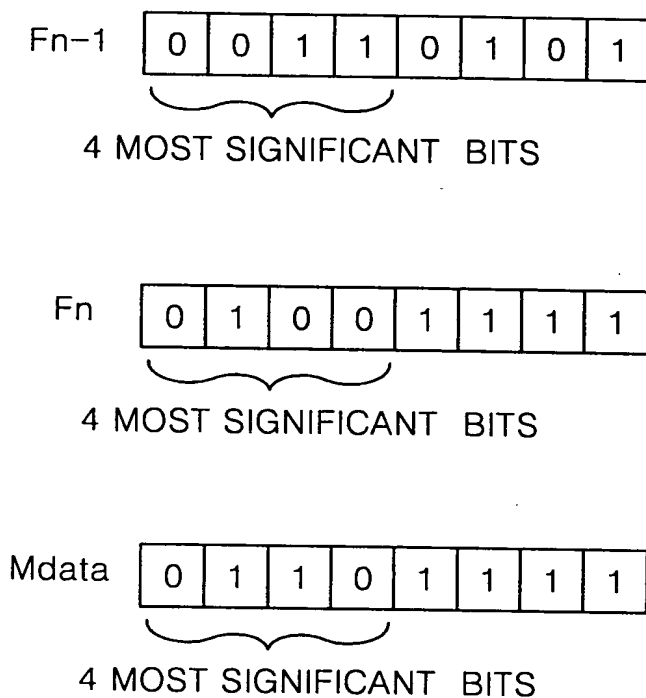 Fn-1 0 0 1 1 0 1 0 1
4 MOST SIGNIFICANT BITS
Fn 0 1 0 0 1 1 1 1
4 MOST SIGNIFICANT BITS
Mdata 0 1 1 0 1 1 1 1
4 MOST SIGNIFICANT BITS